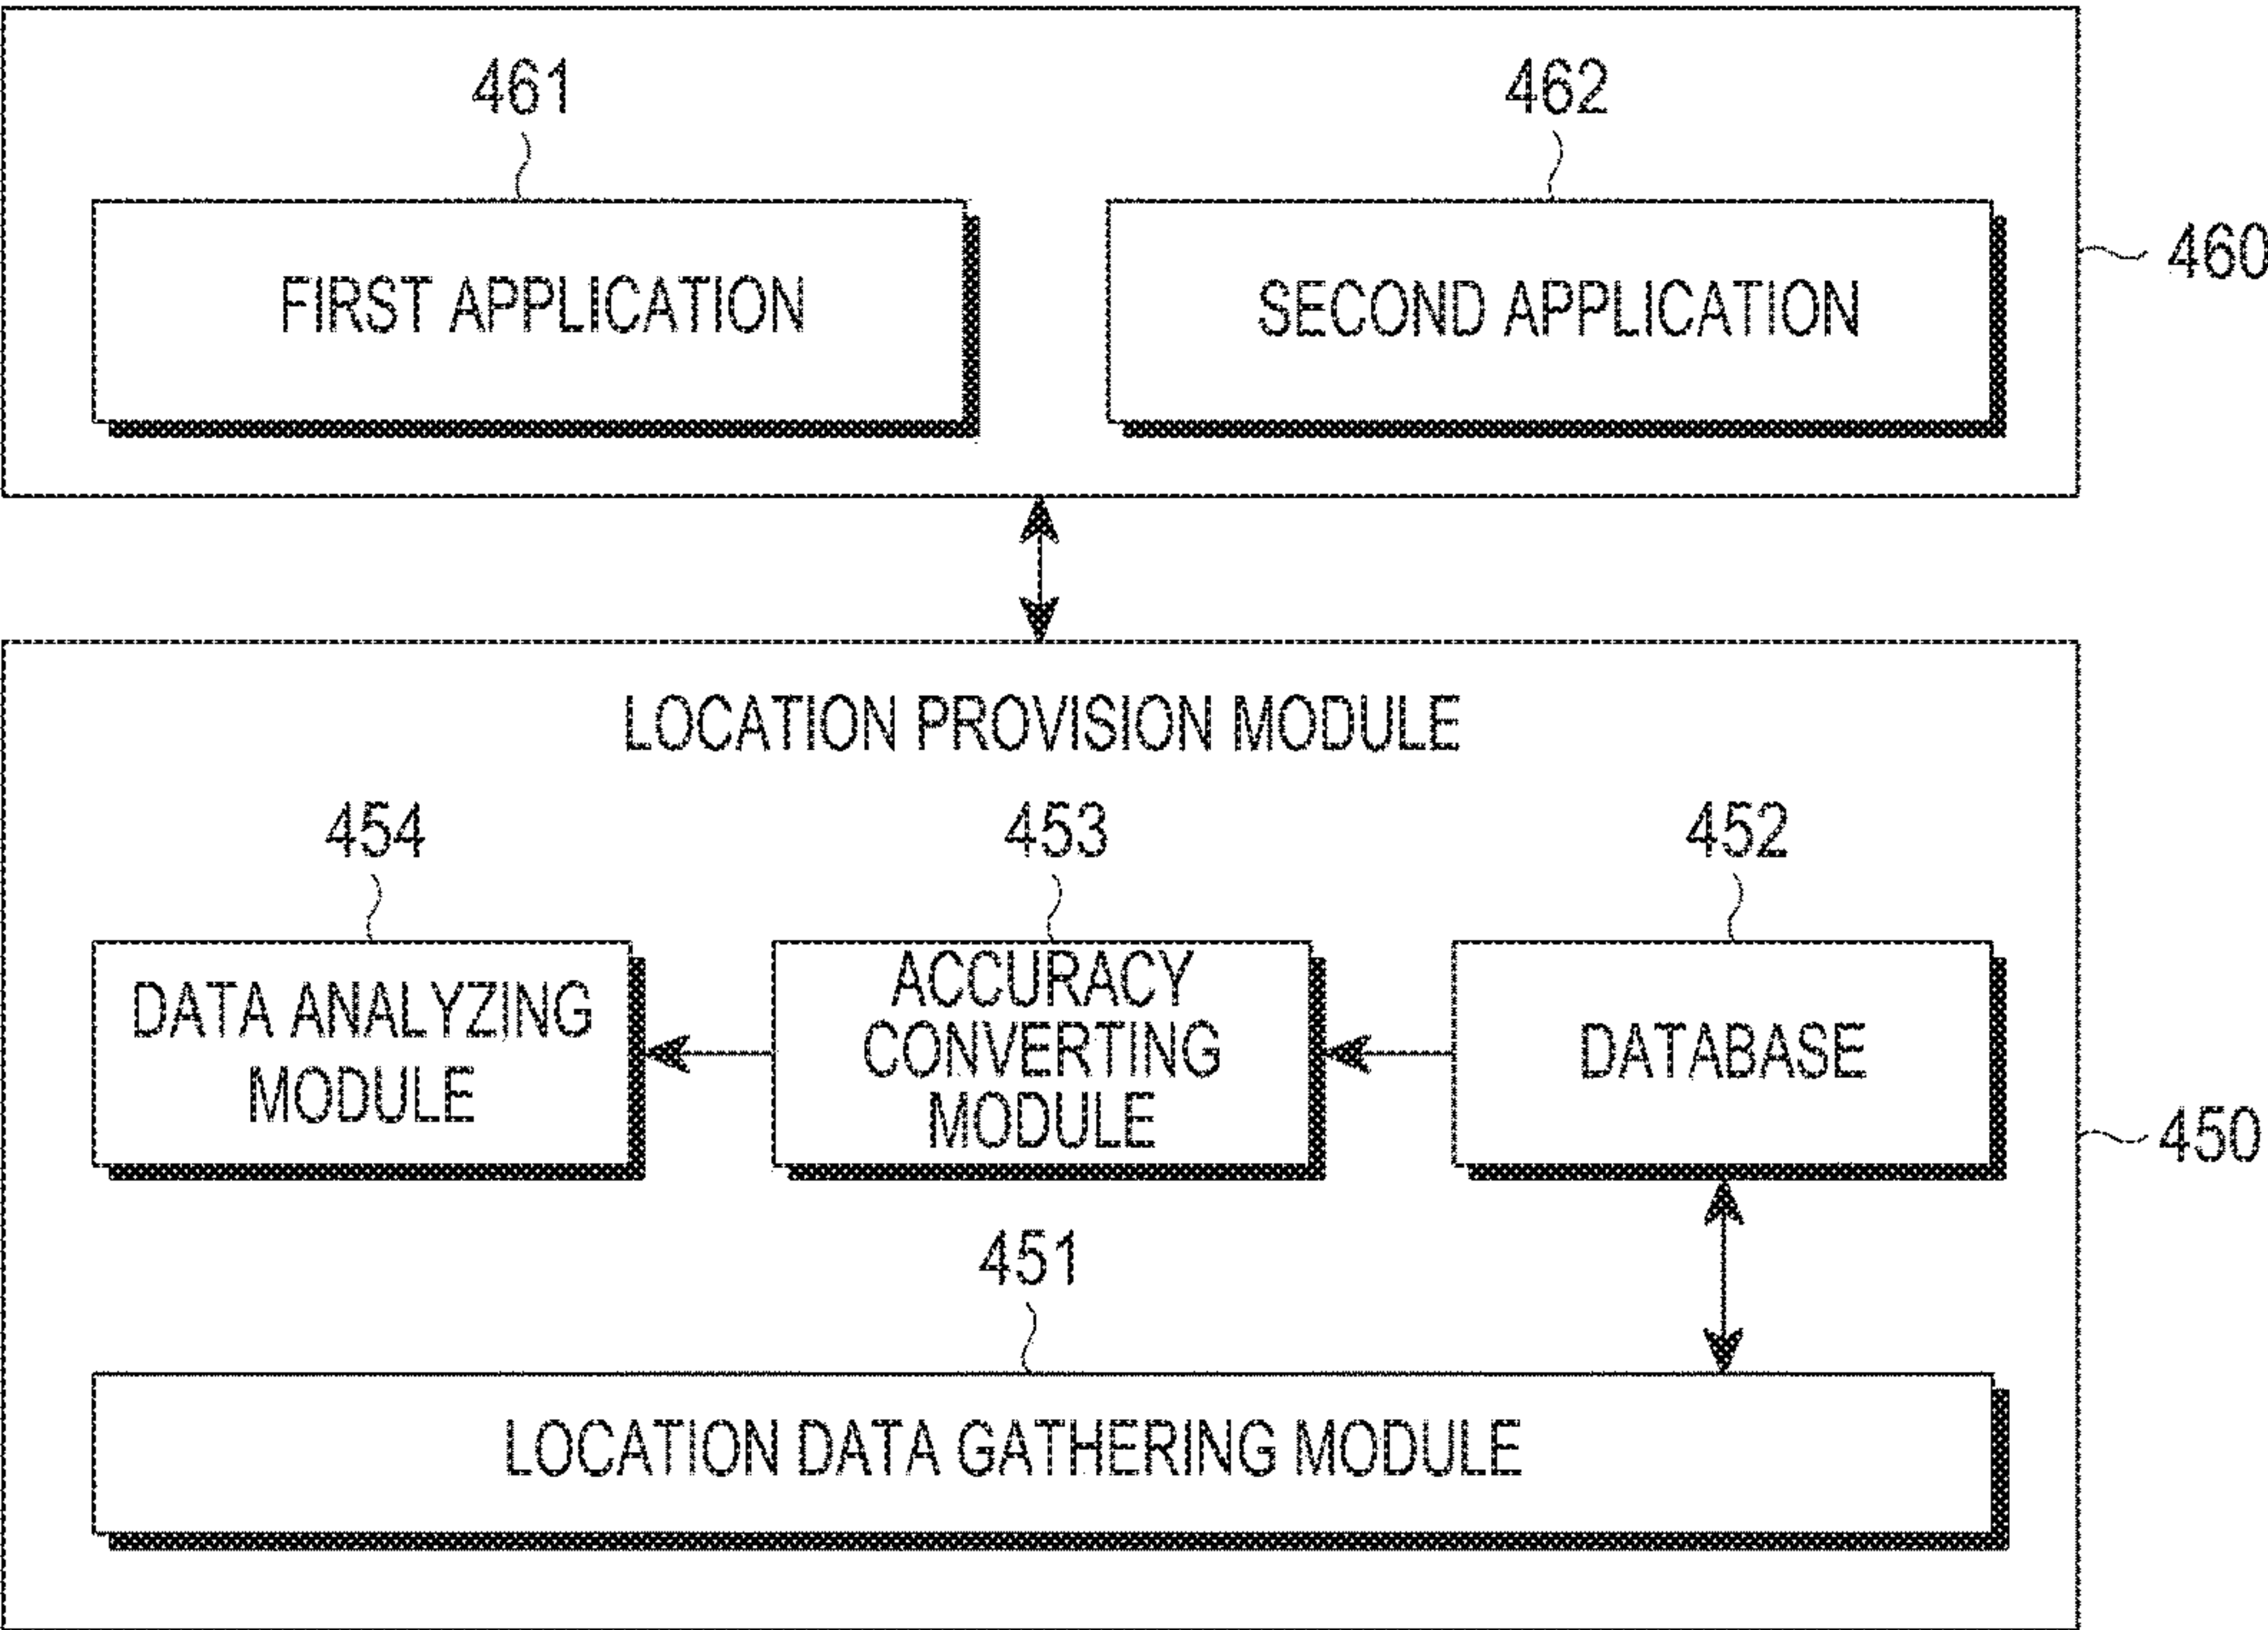 461
462
FIRST APPLICATION
SECOND APPLICATION
460
LOCATION PROVISION MODULE
454
453
452
DATA ANALYZING
MODULE
ACCURACY
CONVERTING
MODULE
DATABASE
450
451
LOCATION DATA GATHERING MODULE